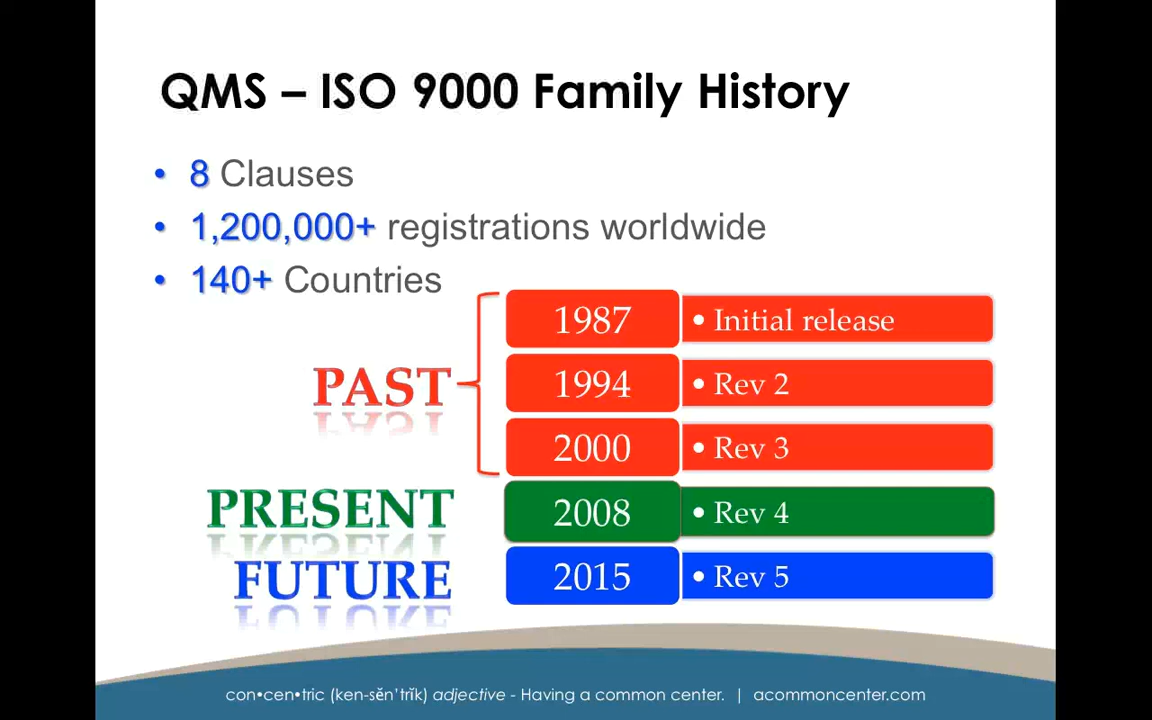 QMS – ISO 9000 Family History
• 8 Clauses
• 1,200,000+ registrations worldwide
• 140+ Countries
PAST
1987 • Initial release
1994 • Rev 2
2000 • Rev 3
PRESENT 2008 • Rev 4
FUTURE 2015 • Rev 5
con•cen•tric (ken-sĕn'trĭk) adjective - Having a common center. | acommoncenter.com